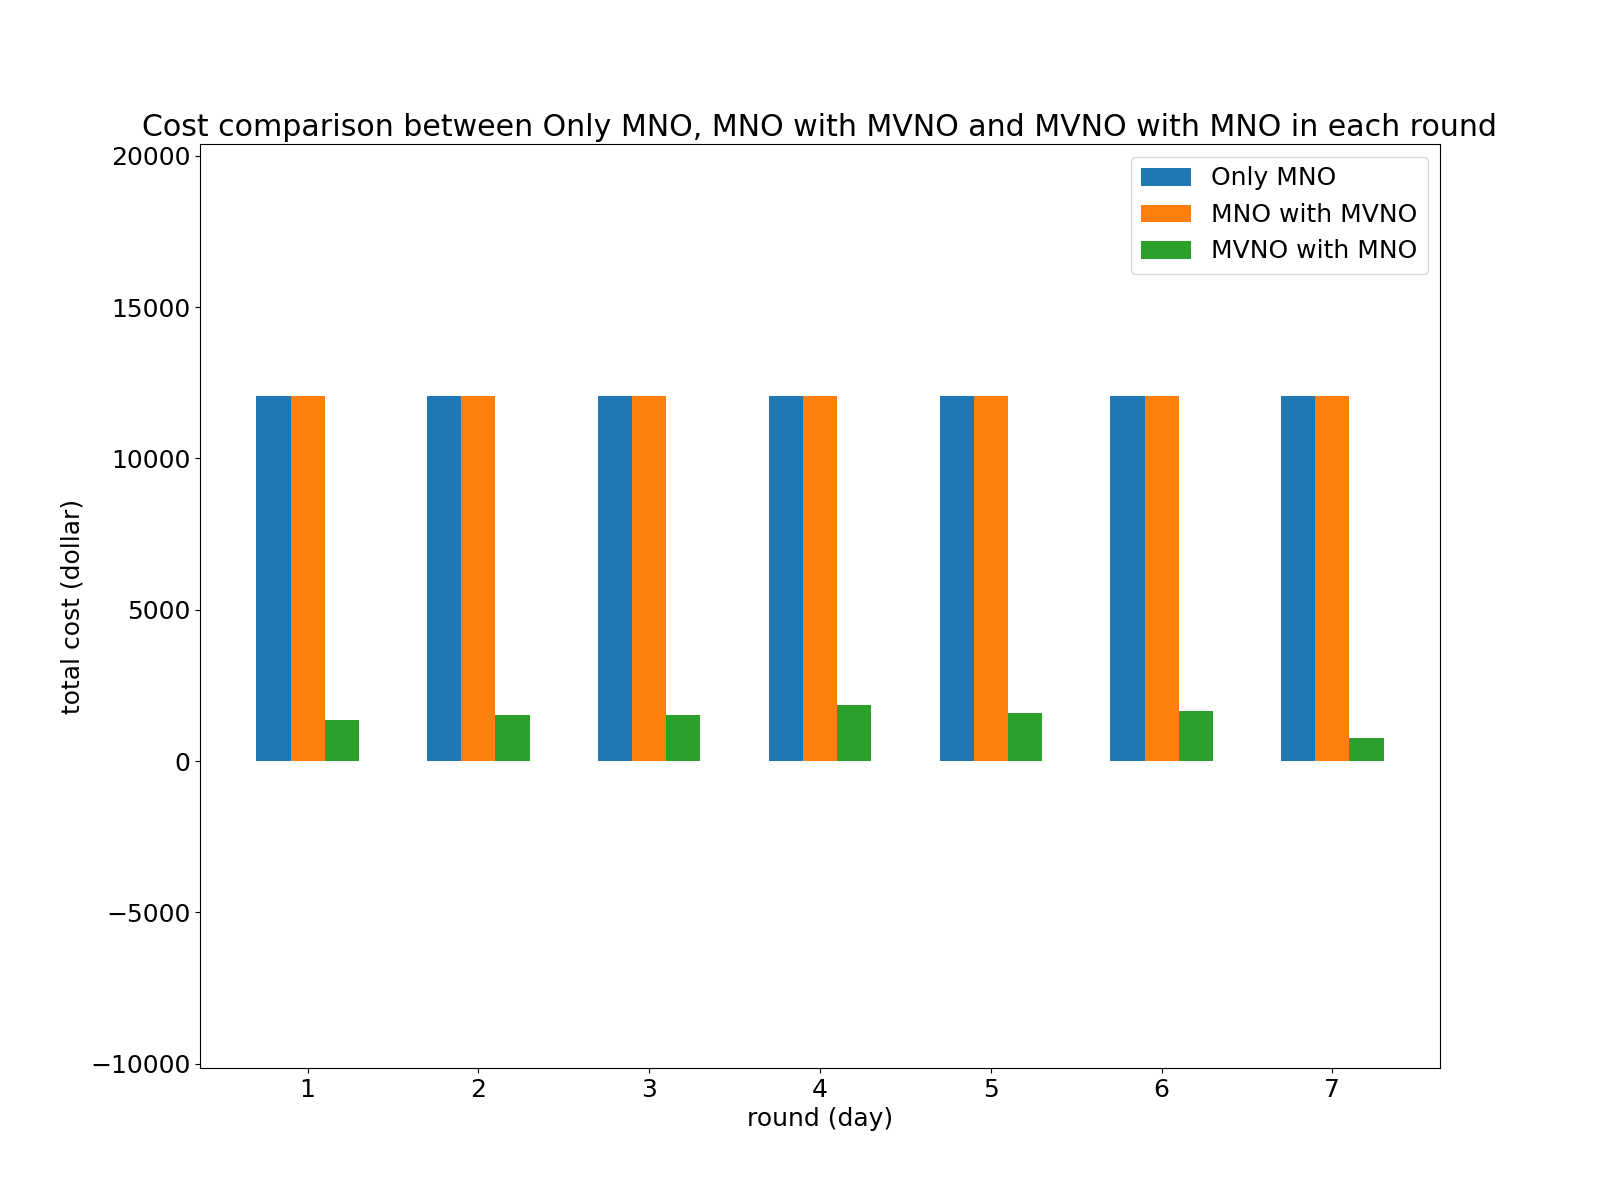 Cost comparison between Only MNO, MNO with MVNO and MVNO with MNO in each round
20000
15000
10000
5000
0
−5000
−10000
total cost (dollar)
Only MNO
MNO with MVNO
MVNO with MNO
1 2 3 4 5 6 7
round (day)